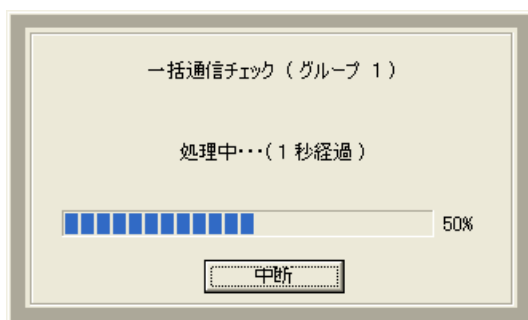 一括通信チェック ( グループ 1 )
処理中･･･( 1 秒経過 )
50%
中断